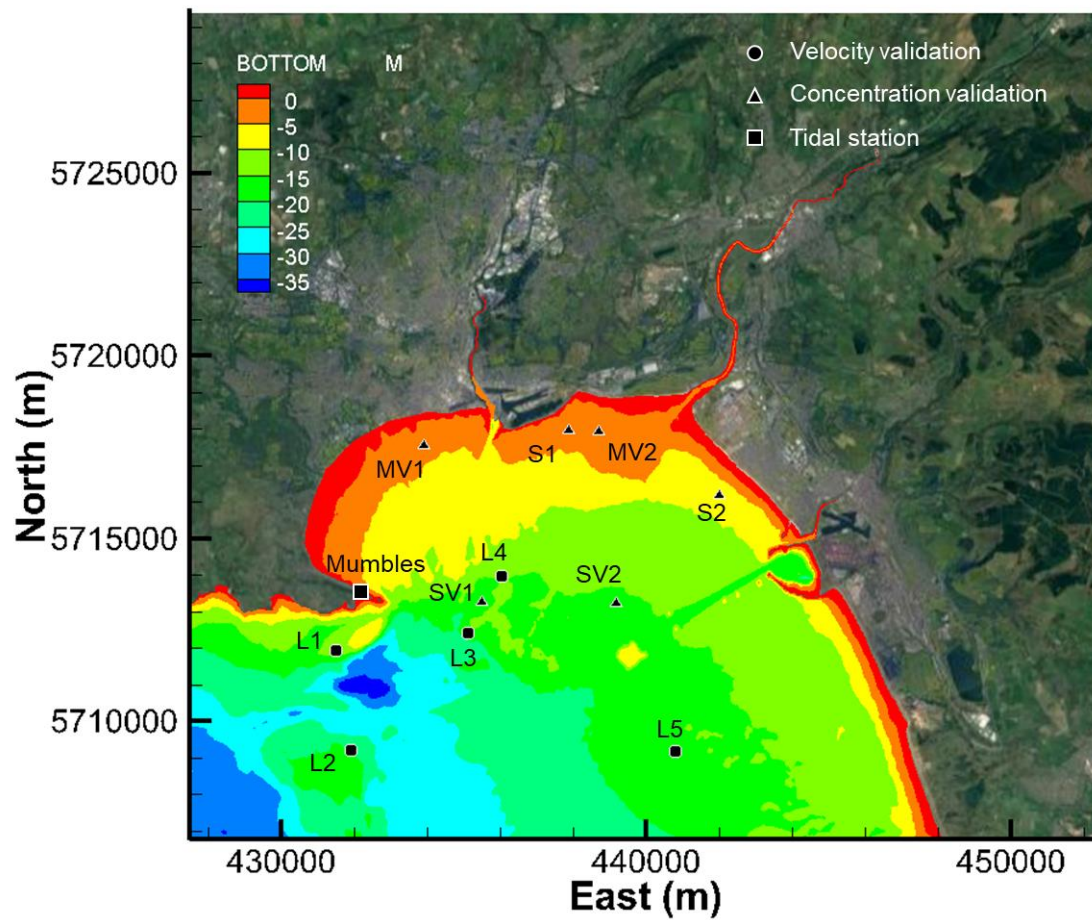 BOTTOM M
0
-5
-10
-15
-20
-25
-30
-35
Velocity validation
Concentration validation
Tidal station
5725000
5720000
5715000
5710000
North (m)
MV1
S1
MV2
S2
Mumbles
L4
SV1
SV2
L1
L3
L2
L5
430000
440000
450000
East (m)